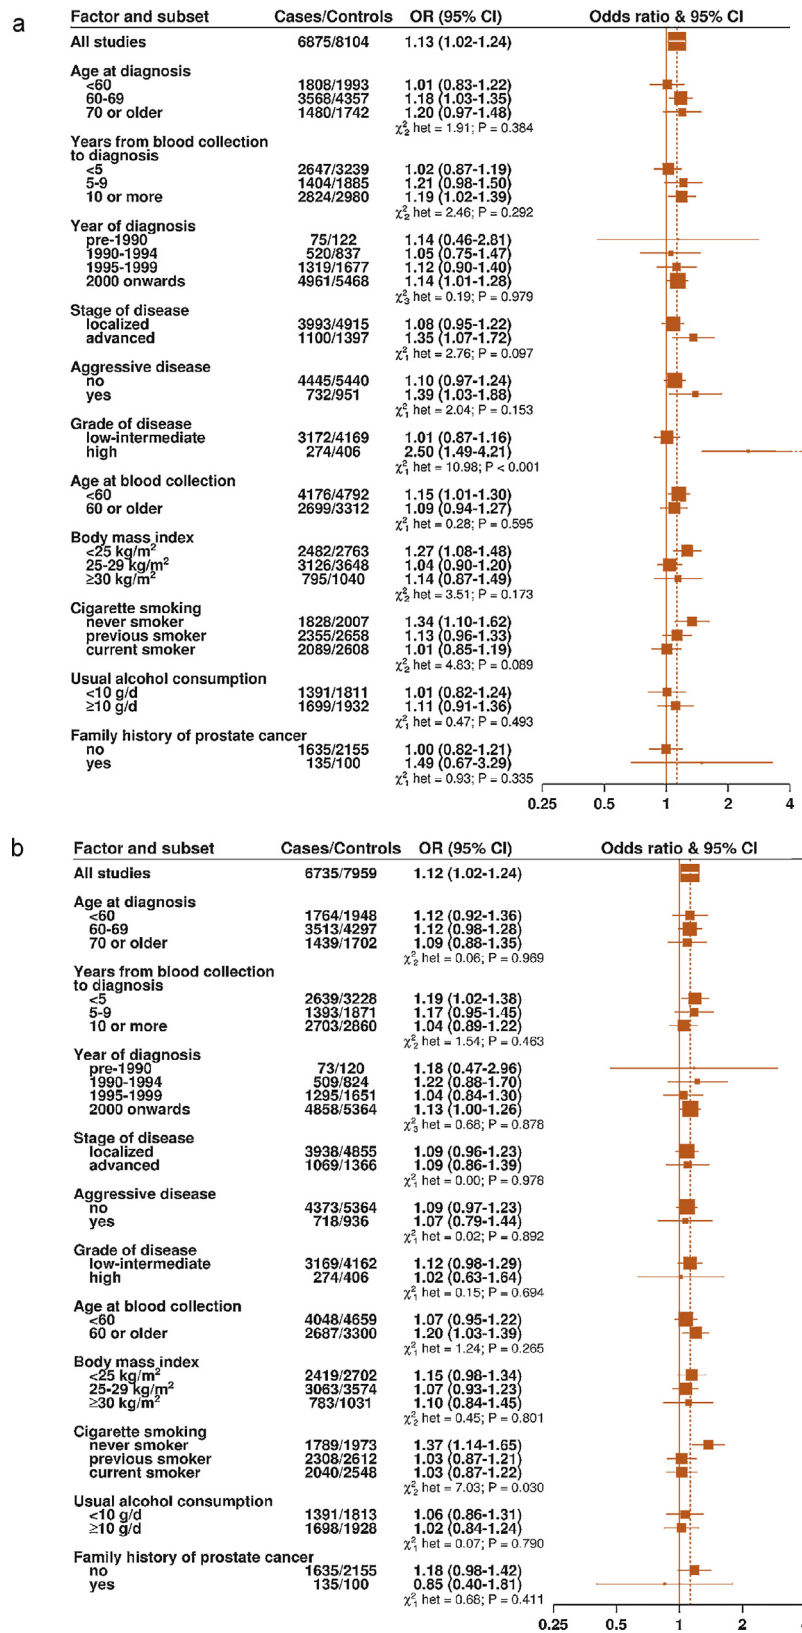 a
Factor and subset Cases/Controls OR (95% CI) Odds ratio & 95% CI
All studies 6875/8104 1.13 (1.02-1.24)
Age at diagnosis
<60 1808/1993 1.01 (0.83-1.22)
60-69 3568/4357 1.18 (1.03-1.35)
70 or older 1480/1742 1.20 (0.97-1.48)
χ²₂ het = 1.91; P = 0.384
Years from blood collection
to diagnosis
<5 2647/3239 1.02 (0.87-1.19)
5-9 1404/1885 1.21 (0.98-1.50)
10 or more 2824/2980 1.19 (1.02-1.39)
χ²₂ het = 2.46; P = 0.292
Year of diagnosis
pre-1990 75/122 1.14 (0.46-2.81)
1990-1994 520/837 1.05 (0.75-1.47)
1995-1999 1319/1677 1.12 (0.90-1.40)
2000 onwards 4961/5468 1.14 (1.01-1.28)
χ²₃ het = 0.19; P = 0.979
Stage of disease
localized 3993/4915 1.08 (0.95-1.22)
advanced 1100/1397 1.35 (1.07-1.72)
χ²₁ het = 2.76; P = 0.097
Aggressive disease
no 4445/5440 1.10 (0.97-1.24)
yes 732/951 1.39 (1.03-1.88)
χ²₁ het = 2.04; P = 0.153
Grade of disease
low-intermediate 3172/4169 1.01 (0.87-1.16)
high 274/406 2.50 (1.49-4.21)
χ²₁ het = 10.98; P < 0.001
Age at blood collection
<60 4176/4792 1.15 (1.01-1.30)
60 or older 2699/3312 1.09 (0.94-1.27)
χ²₁ het = 0.28; P = 0.595
Body mass index
<25 kg/m² 2482/2763 1.27 (1.08-1.48)
25-29 kg/m² 3126/3648 1.04 (0.90-1.20)
≥30 kg/m² 795/1040 1.14 (0.87-1.49)
χ²₂ het = 3.51; P = 0.173
Cigarette smoking
never smoker 1828/2007 1.34 (1.10-1.62)
previous smoker 2355/2658 1.13 (0.96-1.33)
current smoker 2089/2608 1.01 (0.85-1.19)
χ²₂ het = 4.83; P = 0.089
Usual alcohol consumption
<10 g/d 1391/1811 1.01 (0.82-1.24)
≥10 g/d 1699/1932 1.11 (0.91-1.36)
χ²₁ het = 0.47; P = 0.493
Family history of prostate cancer
no 1635/2155 1.00 (0.82-1.21)
yes 135/100 1.49 (0.67-3.29)
χ²₁ het = 0.93; P = 0.335
0.25 0.5 1 2 4
b
Factor and subset Cases/Controls OR (95% CI) Odds ratio & 95% CI
All studies 6735/7959 1.12 (1.02-1.24)
Age at diagnosis
<60 1764/1948 1.12 (0.92-1.36)
60-69 3513/4297 1.12 (0.98-1.28)
70 or older 1439/1702 1.09 (0.88-1.35)
χ²₂ het = 0.06; P = 0.969
Years from blood collection
to diagnosis
<5 2639/3228 1.19 (1.02-1.38)
5-9 1393/1871 1.17 (0.95-1.45)
10 or more 2703/2860 1.04 (0.89-1.22)
χ²₂ het = 1.54; P = 0.463
Year of diagnosis
pre-1990 73/120 1.18 (0.47-2.96)
1990-1994 509/824 1.22 (0.88-1.70)
1995-1999 1295/1651 1.04 (0.84-1.30)
2000 onwards 4858/5364 1.13 (1.00-1.26)
χ²₃ het = 0.68; P = 0.878
Stage of disease
localized 3938/4855 1.09 (0.96-1.23)
advanced 1069/1366 1.09 (0.86-1.39)
χ²₁ het = 0.00; P = 0.978
Aggressive disease
no 4373/5364 1.09 (0.97-1.23)
yes 718/936 1.07 (0.79-1.44)
χ²₁ het = 0.02; P = 0.892
Grade of disease
low-intermediate 3169/4162 1.12 (0.98-1.29)
high 274/406 1.02 (0.63-1.64)
χ²₁ het = 0.15; P = 0.694
Age at blood collection
<60 4048/4659 1.07 (0.95-1.22)
60 or older 2687/3300 1.20 (1.03-1.39)
χ²₁ het = 1.24; P = 0.265
Body mass index
<25 kg/m² 2419/2702 1.15 (0.98-1.34)
25-29 kg/m² 3063/3574 1.07 (0.93-1.23)
≥30 kg/m² 783/1031 1.10 (0.84-1.45)
χ²₂ het = 0.45; P = 0.801
Cigarette smoking
never smoker 1789/1973 1.37 (1.14-1.65)
previous smoker 2308/2612 1.03 (0.87-1.21)
current smoker 2040/2548 1.03 (0.87-1.22)
χ²₂ het = 7.03; P = 0.030
Usual alcohol consumption
<10 g/d 1391/1813 1.06 (0.86-1.31)
≥10 g/d 1698/1928 1.02 (0.84-1.24)
χ²₁ het = 0.07; P = 0.790
Family history of prostate cancer
no 1635/2155 1.18 (0.98-1.42)
yes 135/100 0.85 (0.40-1.81)
χ²₁ het = 0.68; P = 0.411
0.25 0.5 1 2